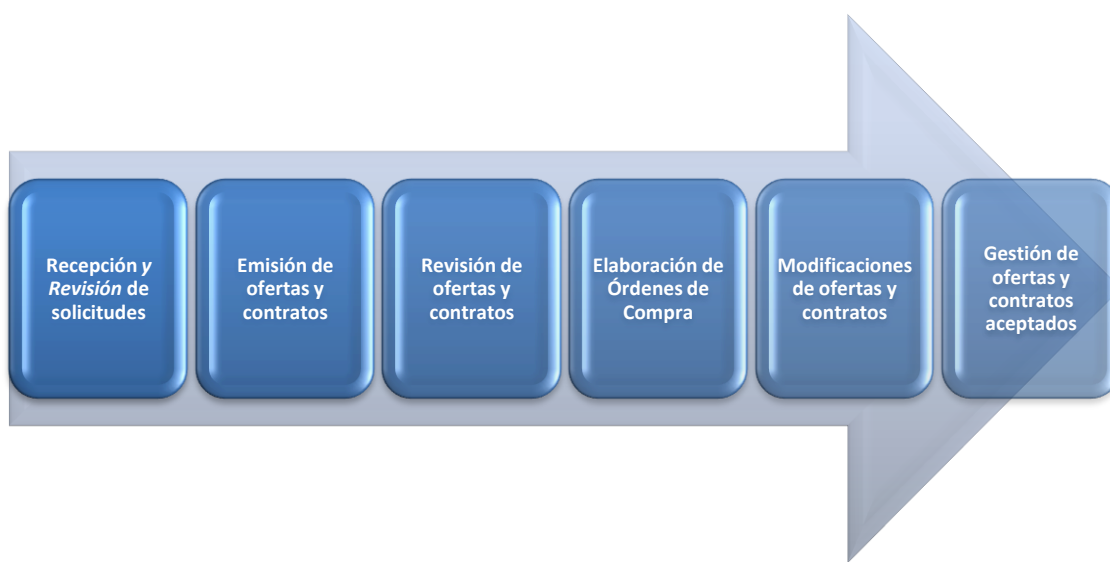 Recepción y
Revisión de
solicitudes
Emisión de
ofertas y
contratos
Revisión de
ofertas y
contratos
Elaboración de
Órdenes de
Compra
Modificaciones
de ofertas y
contratos
Gestión de
ofertas y
contratos
aceptados